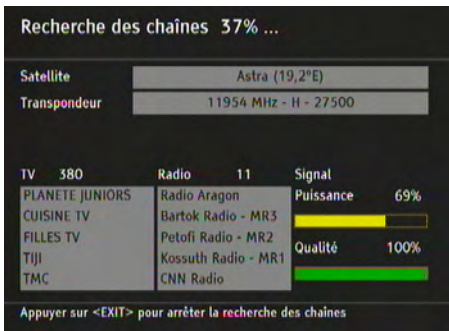 Recherche des chaînes 37% ...
Satellite Astra (19,2°E)
Transpondeur 11954 MHz - H - 27500
TV 380 Radio 11 Signal
PLANETE JUNIORS Radio Aragon Puissance 69%
CUISINE TV Bartok Radio - MR3
FILLES TV Petofi Radio - MR2 Qualité 100%
TIJI Kossuth Radio - MR1
TMC CNN Radio
Appuyer sur <EXIT> pour arrêter la recherche des chaînes